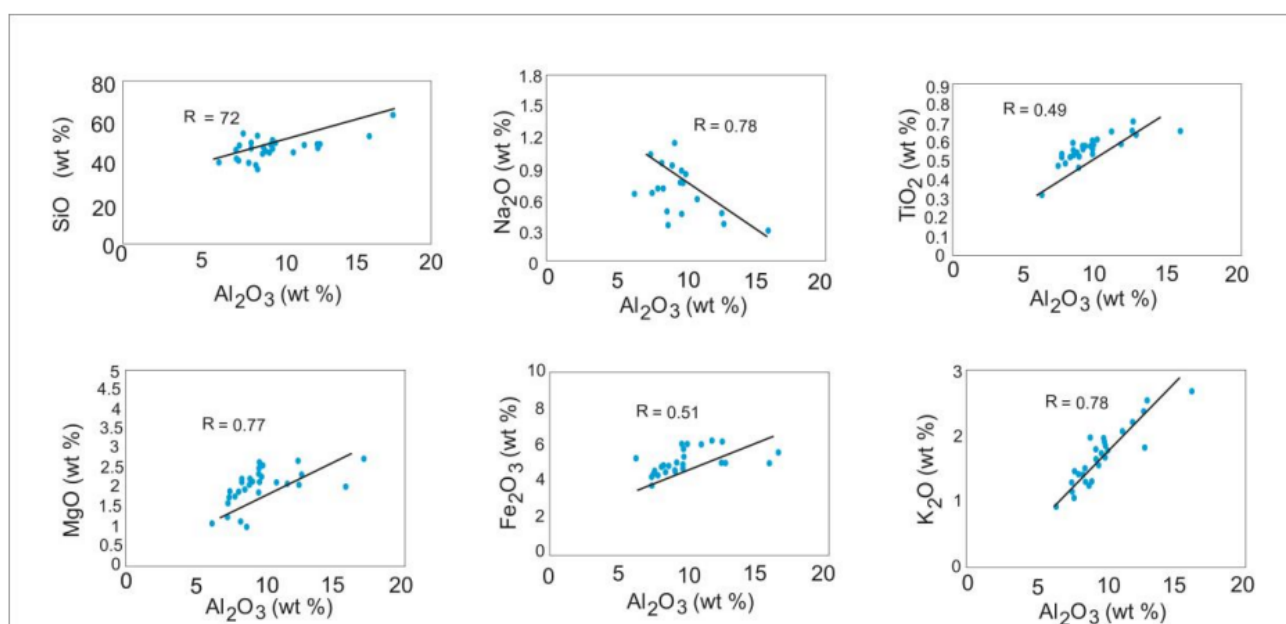 80
60
40
20
0
SiO (wt %)
R = 72
0 5 10 15 20
Al2O3 (wt %)
1.8
1.5
1.2
0.9
0.6
0.3
0
Na2O (wt %)
R = 0.78
0 5 10 15 20
Al2O3 (wt %)
0.9
0.8
0.7
0.6
0.5
0.4
0.3
0.2
0.1
0
TiO2 (wt %)
R = 0.49
0 5 10 15 20
Al2O3 (wt %)
5
4.5
4
3.5
3
2.5
2
1.5
1
0.5
0
MgO (wt %)
R = 0.77
0 5 10 15 20
Al2O3 (wt %)
10
8
6
4
2
0
Fe2O3 (wt %)
R = 0.51
0 5 10 15 20
Al2O3 (wt %)
3
2
1
0
K2O (wt %)
R = 0.78
0 5 10 15 20
Al2O3 (wt %)